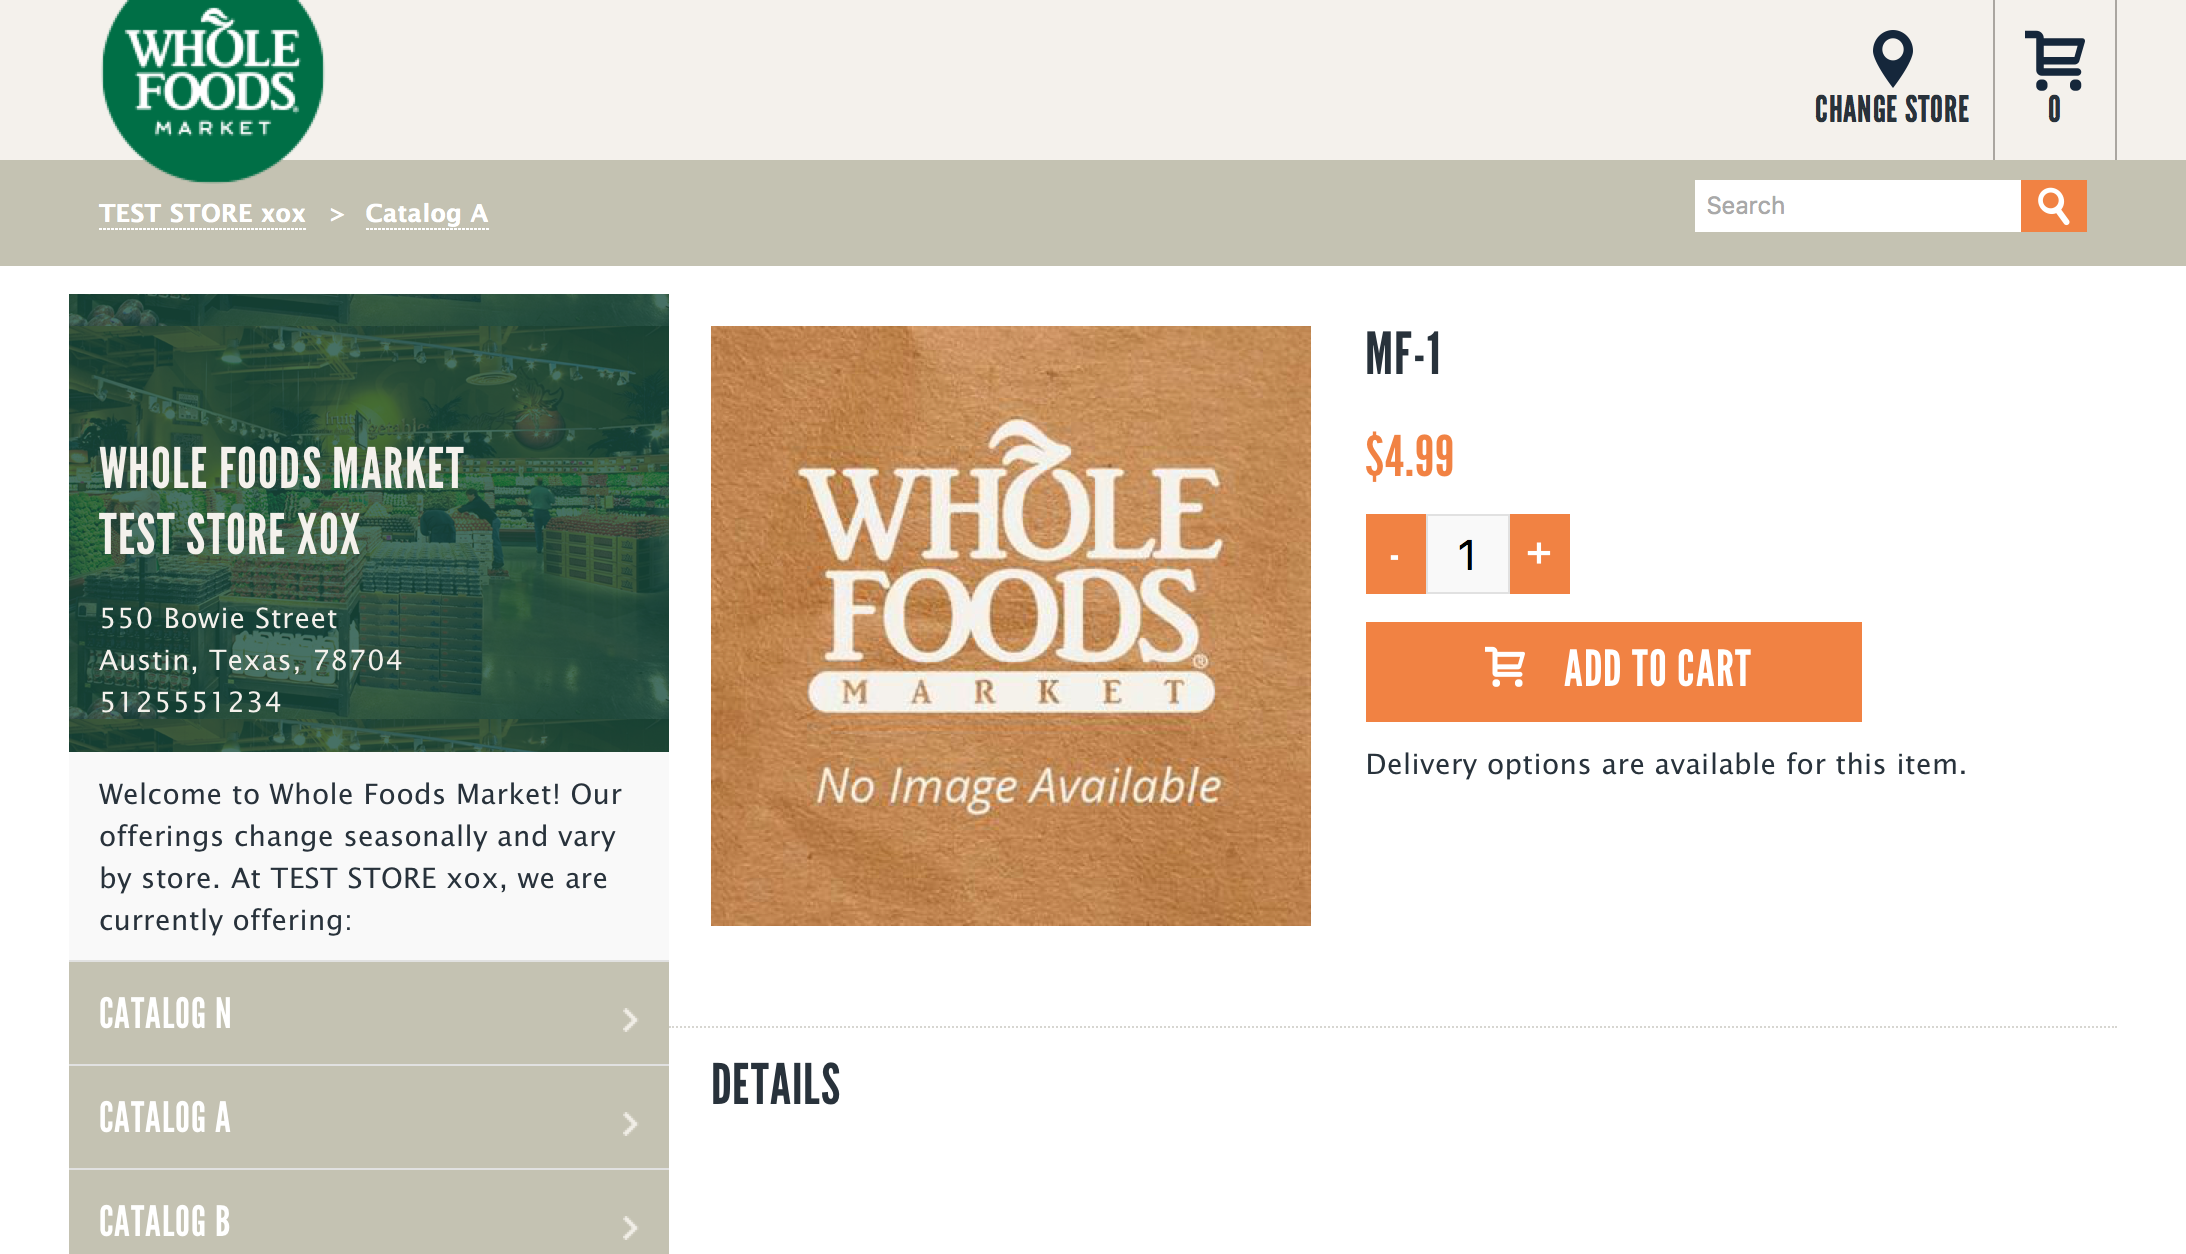 WHOLE
FOODS
MARKET
CHANGE STORE
0
TEST STORE xox > Catalog A
Search
WHOLE FOODS MARKET
TEST STORE XOX
550 Bowie Street
Austin, Texas, 78704
5125551234
Welcome to Whole Foods Market! Our
offerings change seasonally and vary
by store. At TEST STORE xox, we are
currently offering:
CATALOG N
CATALOG A
CATALOG B
WHOLE
FOODS®
MARKET
No Image Available
MF-1
$4.99
- 1 +
ADD TO CART
Delivery options are available for this item.
DETAILS